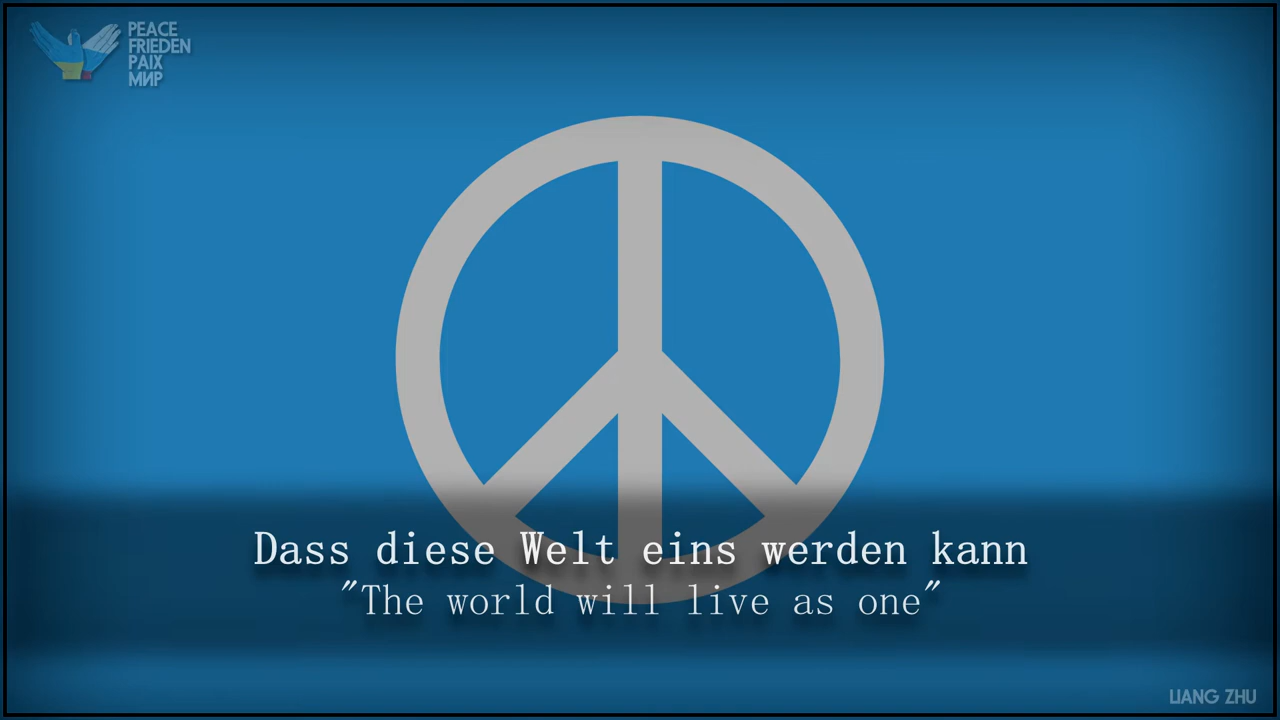 PEACE
FRIEDEN
PAIX
МИР
Dass diese Welt eins werden kann
"The world will live as one"
LIANG ZHU